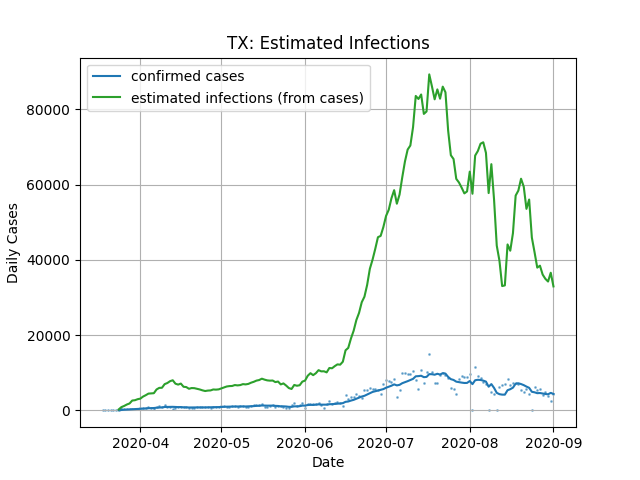 TX: Estimated Infections
confirmed cases
estimated infections (from cases)
80000
60000
40000
20000
0
Daily Cases
2020-04 2020-05 2020-06 2020-07 2020-08 2020-09
Date